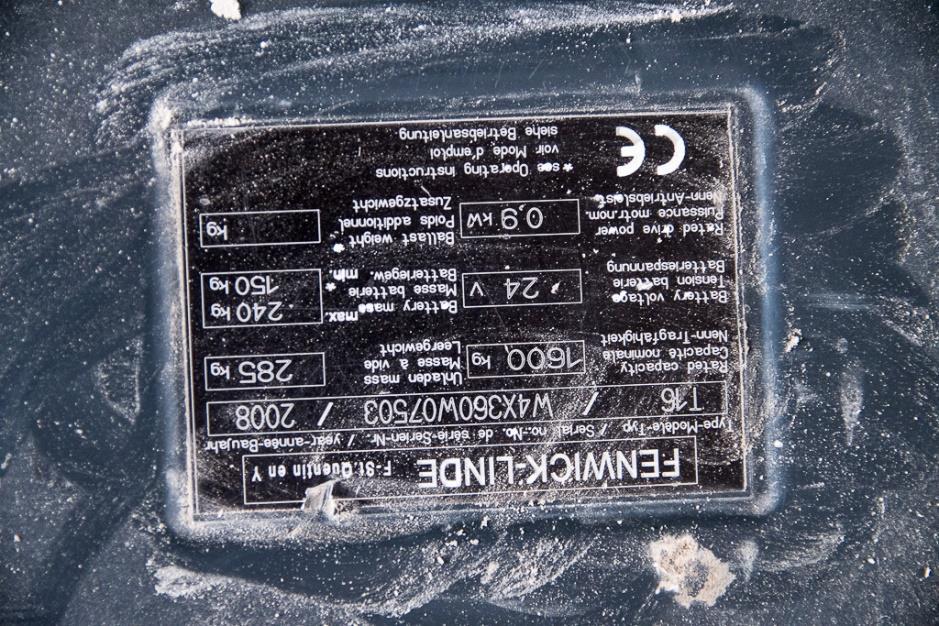 FENWICK-LINDE F-St. Quentin en Y
Type-Modèle-Typ / Serial no.-No. de série-Serien-Nr. / year-année-Baujahr
T16 / W4X360W07503 / 2008
Rated capacity
Capacité nominale
Nenn-Tragfähigkeit
1600 kg
Unladen mass
Masse à vide
Leergewicht
285 kg
Battery voltage
Tension batterie
Batteriespannung
24 V
Battery mass max.
Masse batterie
Batteriegew. min.
240 kg
150 kg
Rated drive power
Puissance motr.nom.
Nenn-Antriebsleist.
0,9 kW
Ballast weight
Poids additionnel
Zusatzgewicht
kg
* see Operating instructions
voir Mode d'emploi
siehe Betriebsanleitung
CE